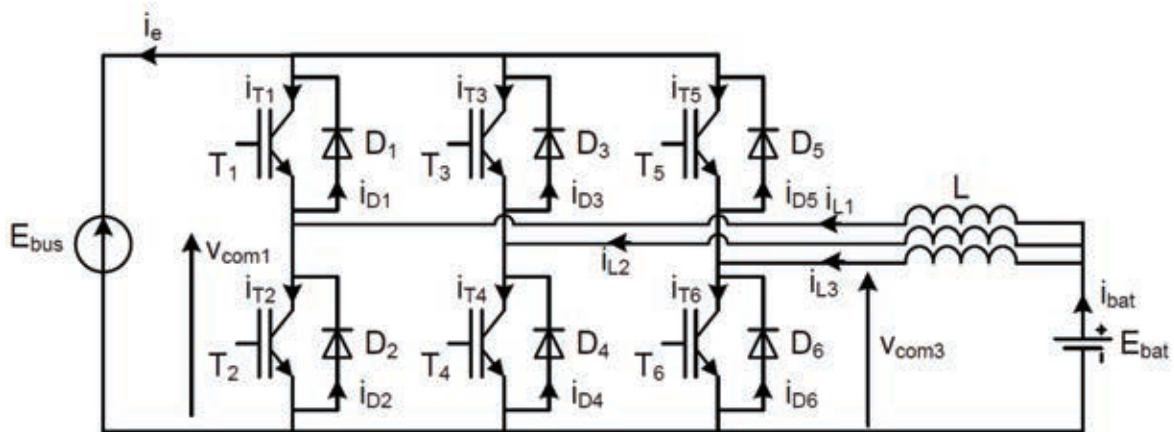 i_e
i_T1
i_T3
i_T5
D_1
D_3
D_5
T_1
T_3
T_5
i_D1
i_D3
i_D5
i_L1
L
E_bus
v_com1
i_L2
i_L3
i_T2
i_T4
i_T6
i_bat
+
D_2
D_4
D_6
v_com3
E_bat
T_2
T_4
T_6
i_D2
i_D4
i_D6